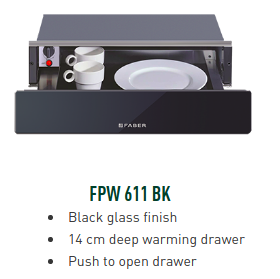 FABER
FPW 611 BK
• Black glass finish
• 14 cm deep warming drawer
• Push to open drawer